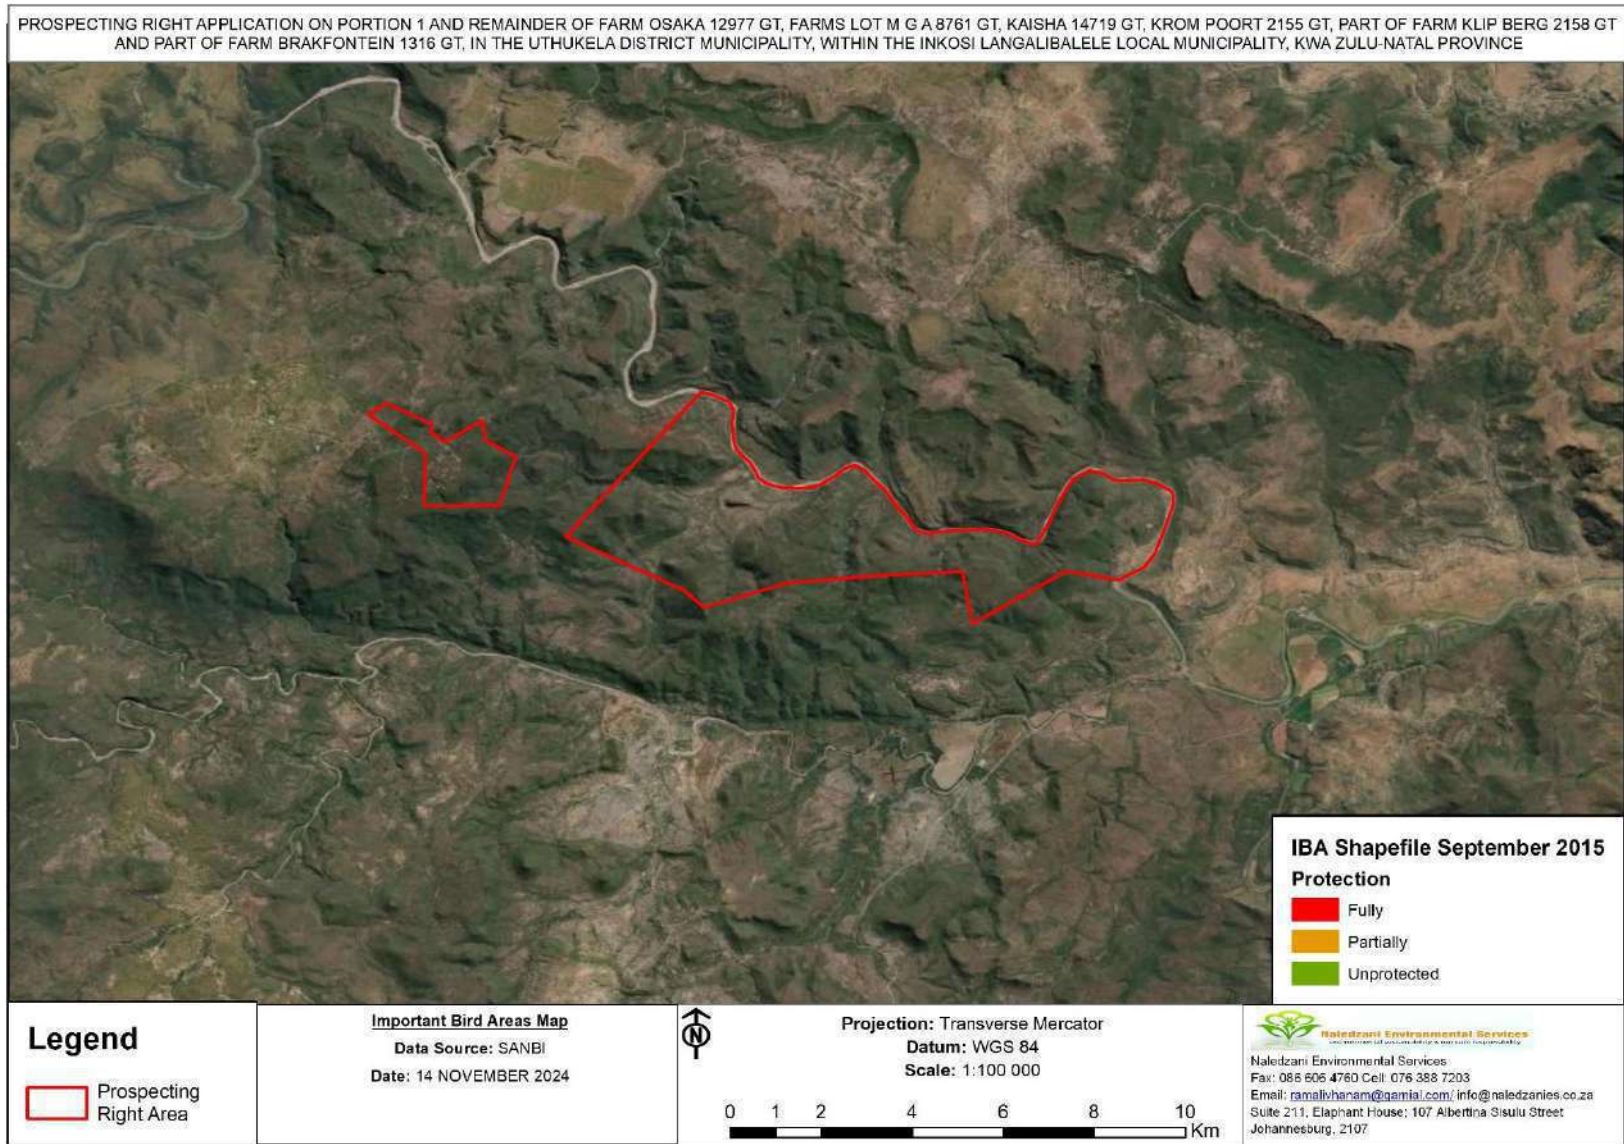 PROSPECTING RIGHT APPLICATION ON PORTION 1 AND REMAINDER OF FARM OSAKA 12977 GT, FARMS LOT M G A 8761 GT, KAISHA 14719 GT, KROM POORT 2155 GT, PART OF FARM KLIP BERG 2158 GT
AND PART OF FARM BRAKFONTEIN 1316 GT, IN THE UTHUKELA DISTRICT MUNICIPALITY, WITHIN THE INKOSI LANGALIBALELE LOCAL MUNICIPALITY, KWA ZULU-NATAL PROVINCE
IBA Shapefile September 2015
Protection
Fully
Partially
Unprotected
Legend
Prospecting
Right Area
Important Bird Areas Map
Data Source: SANBI
Date: 14 NOVEMBER 2024
N
Projection: Transverse Mercator
Datum: WGS 84
Scale: 1:100 000
0 1 2 4 6 8 10
Km
Naledzani Environmental Services
Naledzani Environmental Services
Fax: 086 606 4760 Cell: 076 388 7203
Email: ramalivhanam@gamial.com/ info@naledzanies.co.za
Suite 211, Elaphant House; 107 Albertina Sisulu Street
Johannesburg, 2107